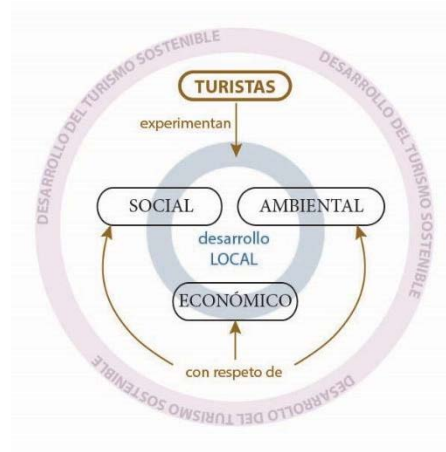 DESARROLLO DEL TURISMO SOSTENIBLE
DESARROLLO DEL TURISMO SOSTENIBLE
TURISTAS
experimentan
SOCIAL
AMBIENTAL
desarrollo
LOCAL
ECONÓMICO
con respeto de
DESARROLLO DEL TURISMO SOSTENIBLE